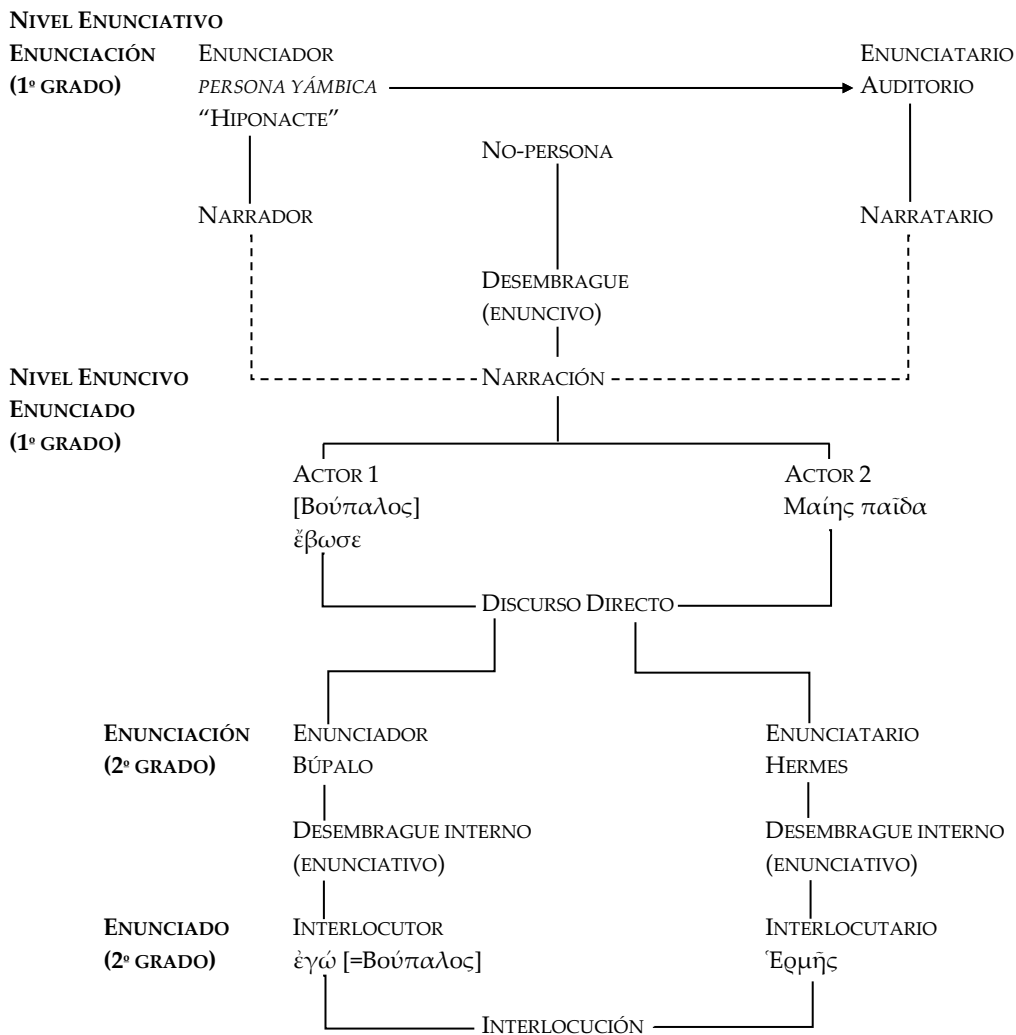 NIVEL ENUNCIATIVO
ENUNCIACIÓN ENUNCIADOR ENUNCIATARIO
(1º GRADO) PERSONA YÁMBICA AUDITORIO
“HIPONACTE”
NO-PERSONA
NARRADOR NARRATARIO
DESEMBRAGUE
(ENUNCIVO)
NIVEL ENUNCIVO NARRACIÓN
ENUNCIADO
(1º GRADO)
ACTOR 1 ACTOR 2
[Βούπαλος] Μαίης παῖδα
ἔβωσε
DISCURSO DIRECTO
ENUNCIACIÓN ENUNCIADOR ENUNCIATARIO
(2º GRADO) BÚPALO HERMES
DESEMBRAGUE INTERNO DESEMBRAGUE INTERNO
(ENUNCIATIVO) (ENUNCIATIVO)
ENUNCIADO INTERLOCUTOR INTERLOCUTARIO
(2º GRADO) ἐγώ [=Βούπαλος] Ἑρμῆς
INTERLOCUCIÓN